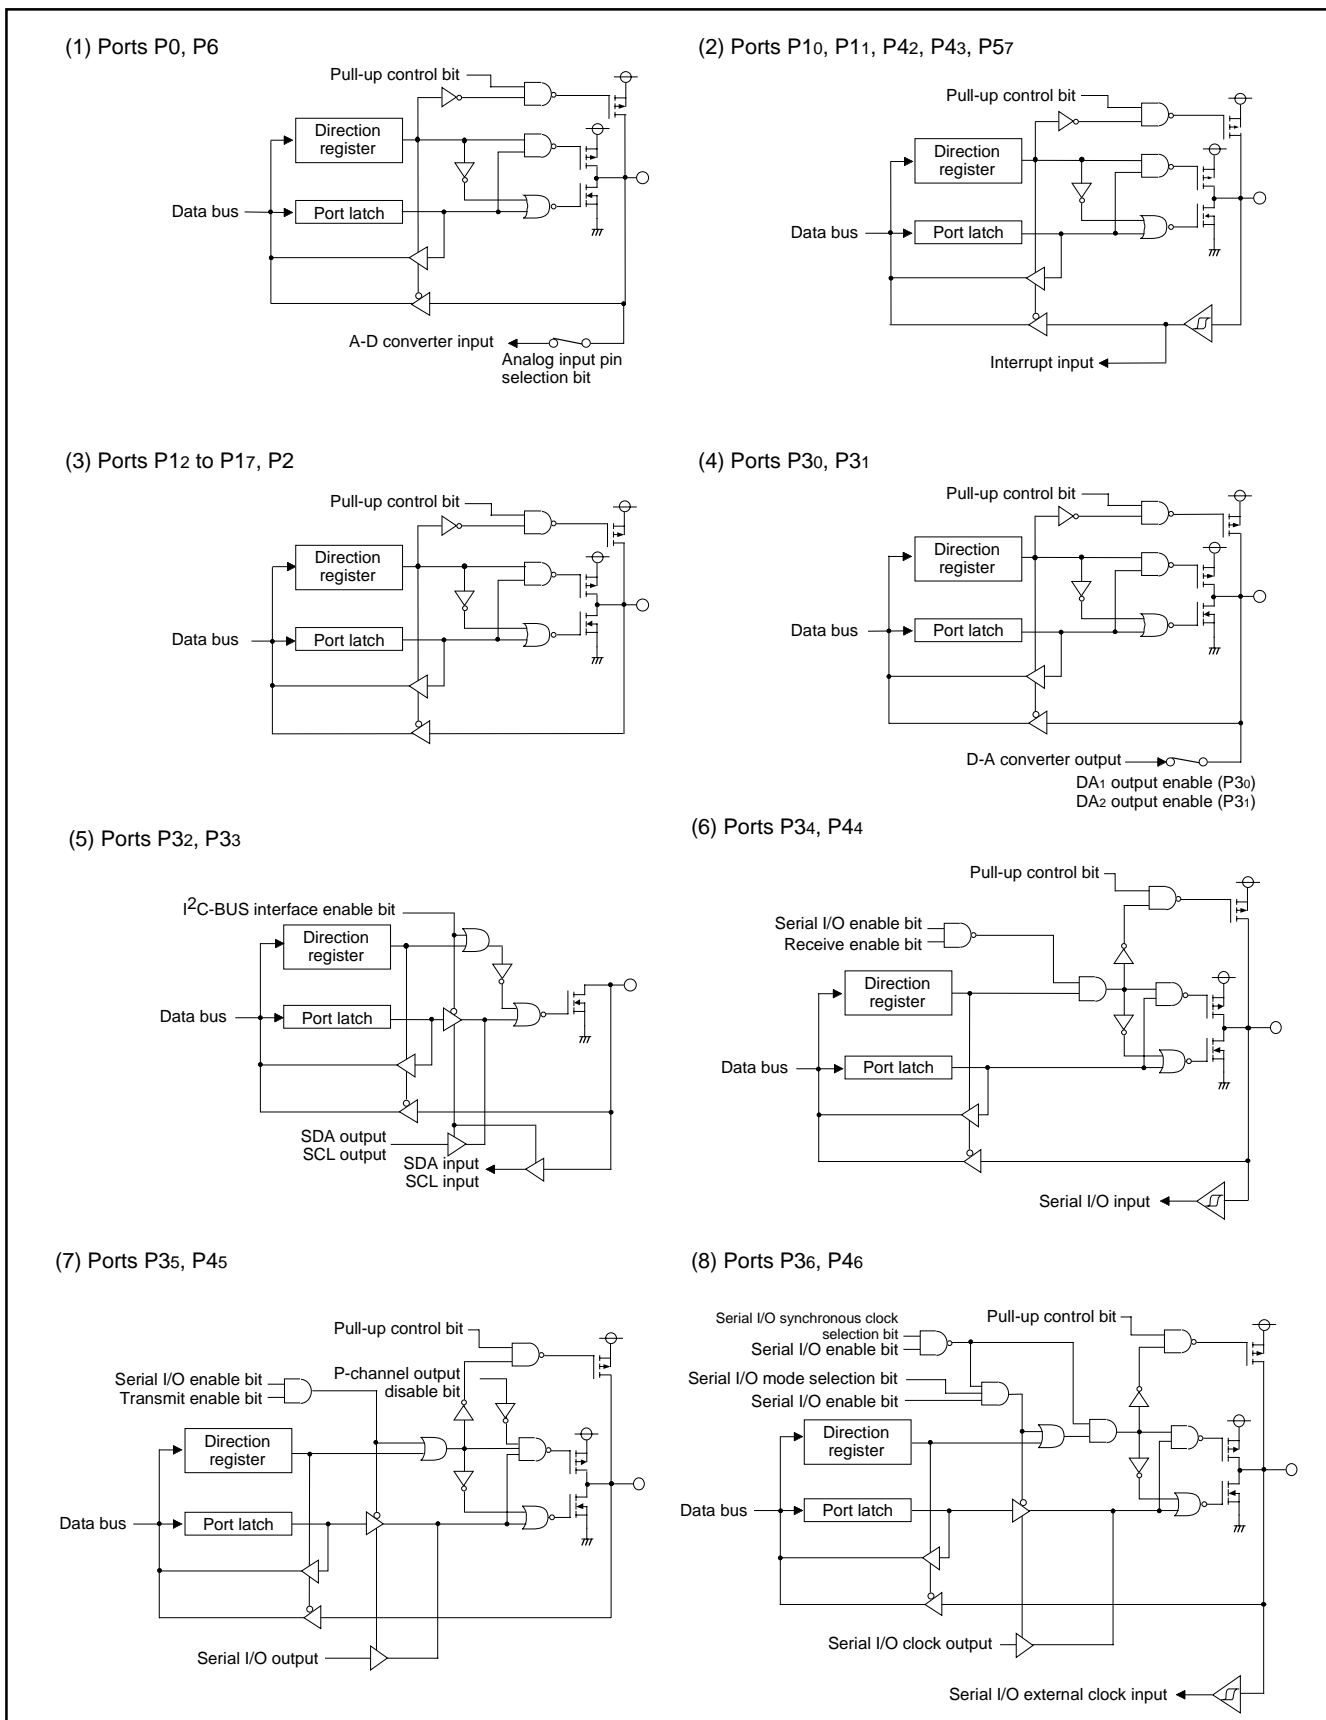 (1) Ports P0, P6
Pull-up control bit
Direction
register
Data bus
Port latch
A-D converter input
Analog input pin
selection bit
(2) Ports P10, P11, P42, P43, P57
Pull-up control bit
Direction
register
Data bus
Port latch
Interrupt input
(3) Ports P12 to P17, P2
Pull-up control bit
Direction
register
Data bus
Port latch
(4) Ports P30, P31
Pull-up control bit
Direction
register
Data bus
Port latch
D-A converter output
DA1 output enable (P30)
DA2 output enable (P31)
(5) Ports P32, P33
I2C-BUS interface enable bit
Direction
register
Data bus
Port latch
SDA output
SCL output
SDA input
SCL input
(6) Ports P34, P44
Pull-up control bit
Serial I/O enable bit
Receive enable bit
Direction
register
Data bus
Port latch
Serial I/O input
(7) Ports P35, P45
Pull-up control bit
P-channel output
disable bit
Serial I/O enable bit
Transmit enable bit
Direction
register
Data bus
Port latch
Serial I/O output
(8) Ports P36, P46
Serial I/O synchronous clock
selection bit
Serial I/O enable bit
Pull-up control bit
Serial I/O mode selection bit
Serial I/O enable bit
Direction
register
Data bus
Port latch
Serial I/O clock output
Serial I/O external clock input